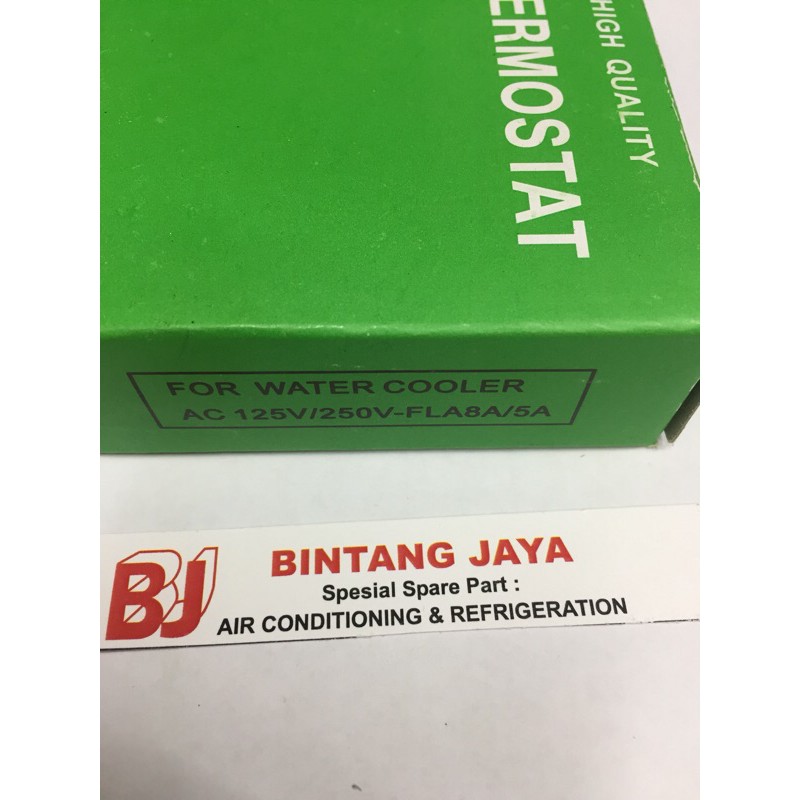 HIGH QUALITY
ERMOSTAT
FOR WATER COOLER
AC 125V/250V-FLA8A/5A
BJ
BINTANG JAYA
Spesial Spare Part :
AIR CONDITIONING & REFRIGERATION